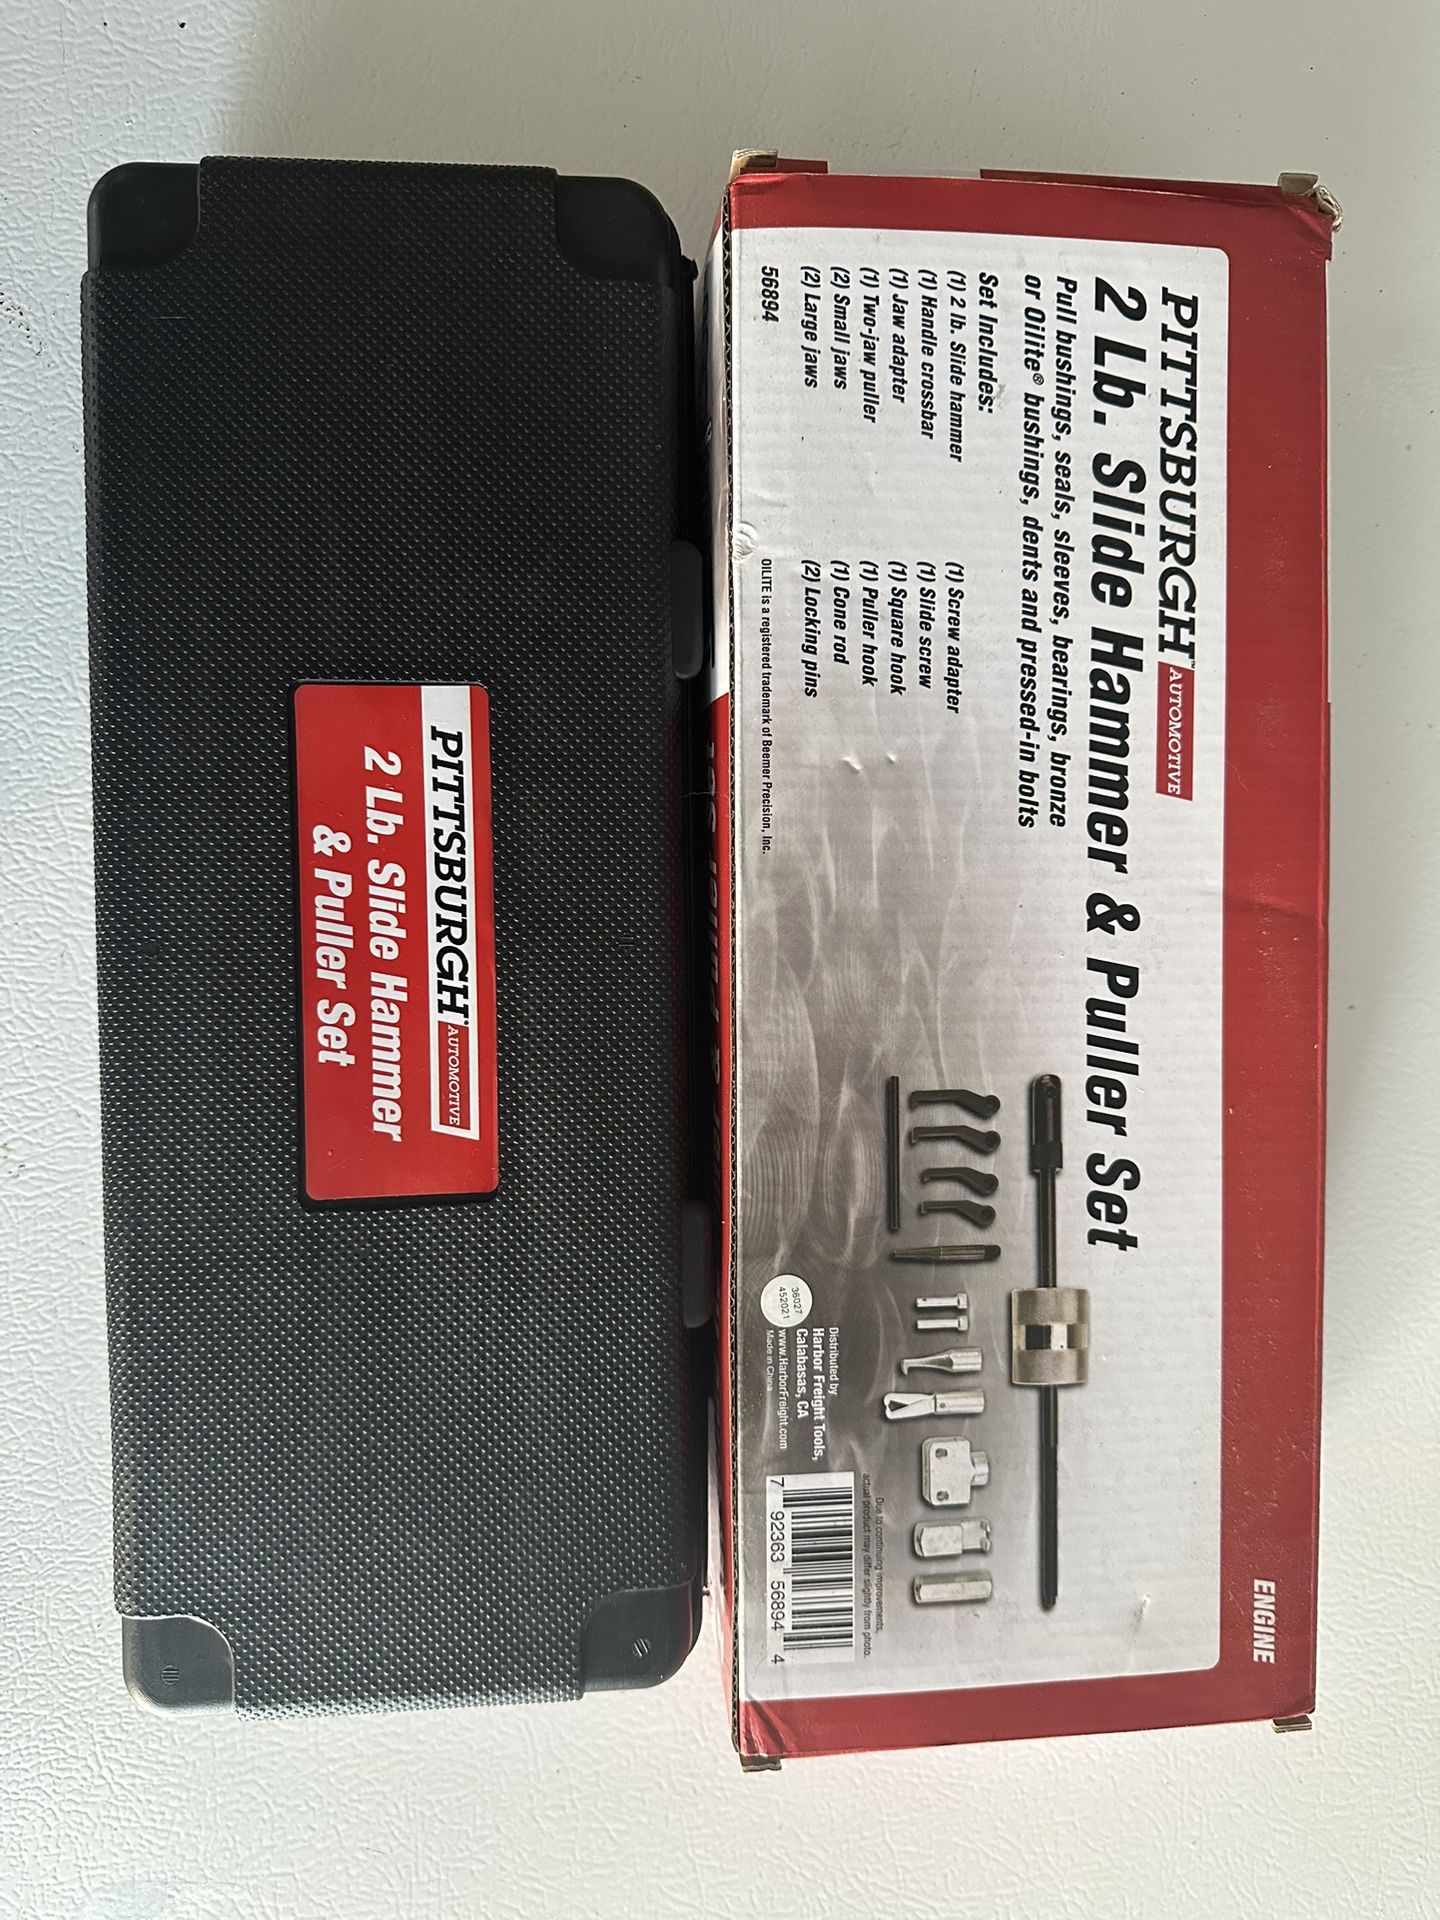 PITTSBURGH® AUTOMOTIVE
2 Lb. Slide Hammer
& Puller Set
PITTSBURGH™ AUTOMOTIVE
2 Lb. Slide Hammer & Puller Set
Pull bushings, seals, sleeves, bearings, bronze
or Oilite® bushings, dents and pressed-in bolts
Set Includes:
(1) 2 lb. Slide hammer
(1) Handle crossbar
(1) Jaw adapter
(1) Two-jaw puller
(2) Small jaws
(2) Large jaws
(1) Screw adapter
(1) Slide screw
(1) Square hook
(1) Puller hook
(1) Cone rod
(2) Locking pins
56894
OILITE is a registered trademark of Beemer Precision, Inc.
36027
452021
Distributed by
Harbor Freight Tools,
Calabasas, CA
www.HarborFreight.com
Made in China
Due to continuing improvements,
actual product may differ slightly from photo.
7 92363 56894 4
ENGINE